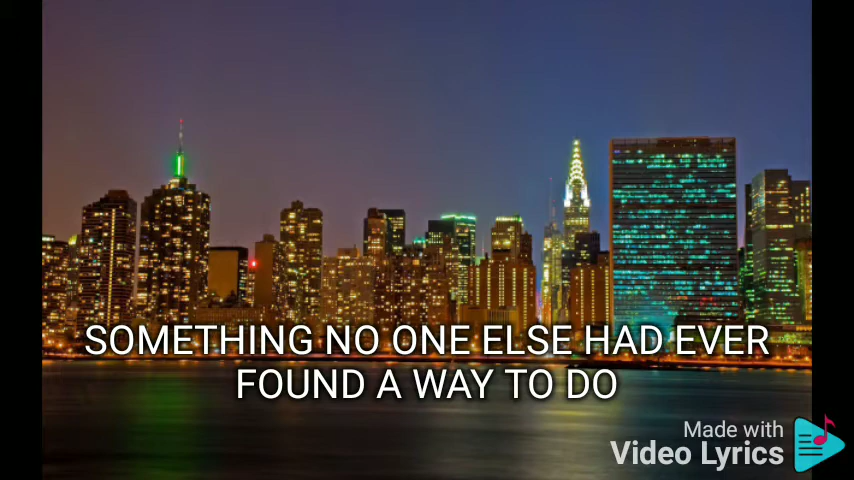 SOMETHING NO ONE ELSE HAD EVER
FOUND A WAY TO DO
Made with
Video Lyrics